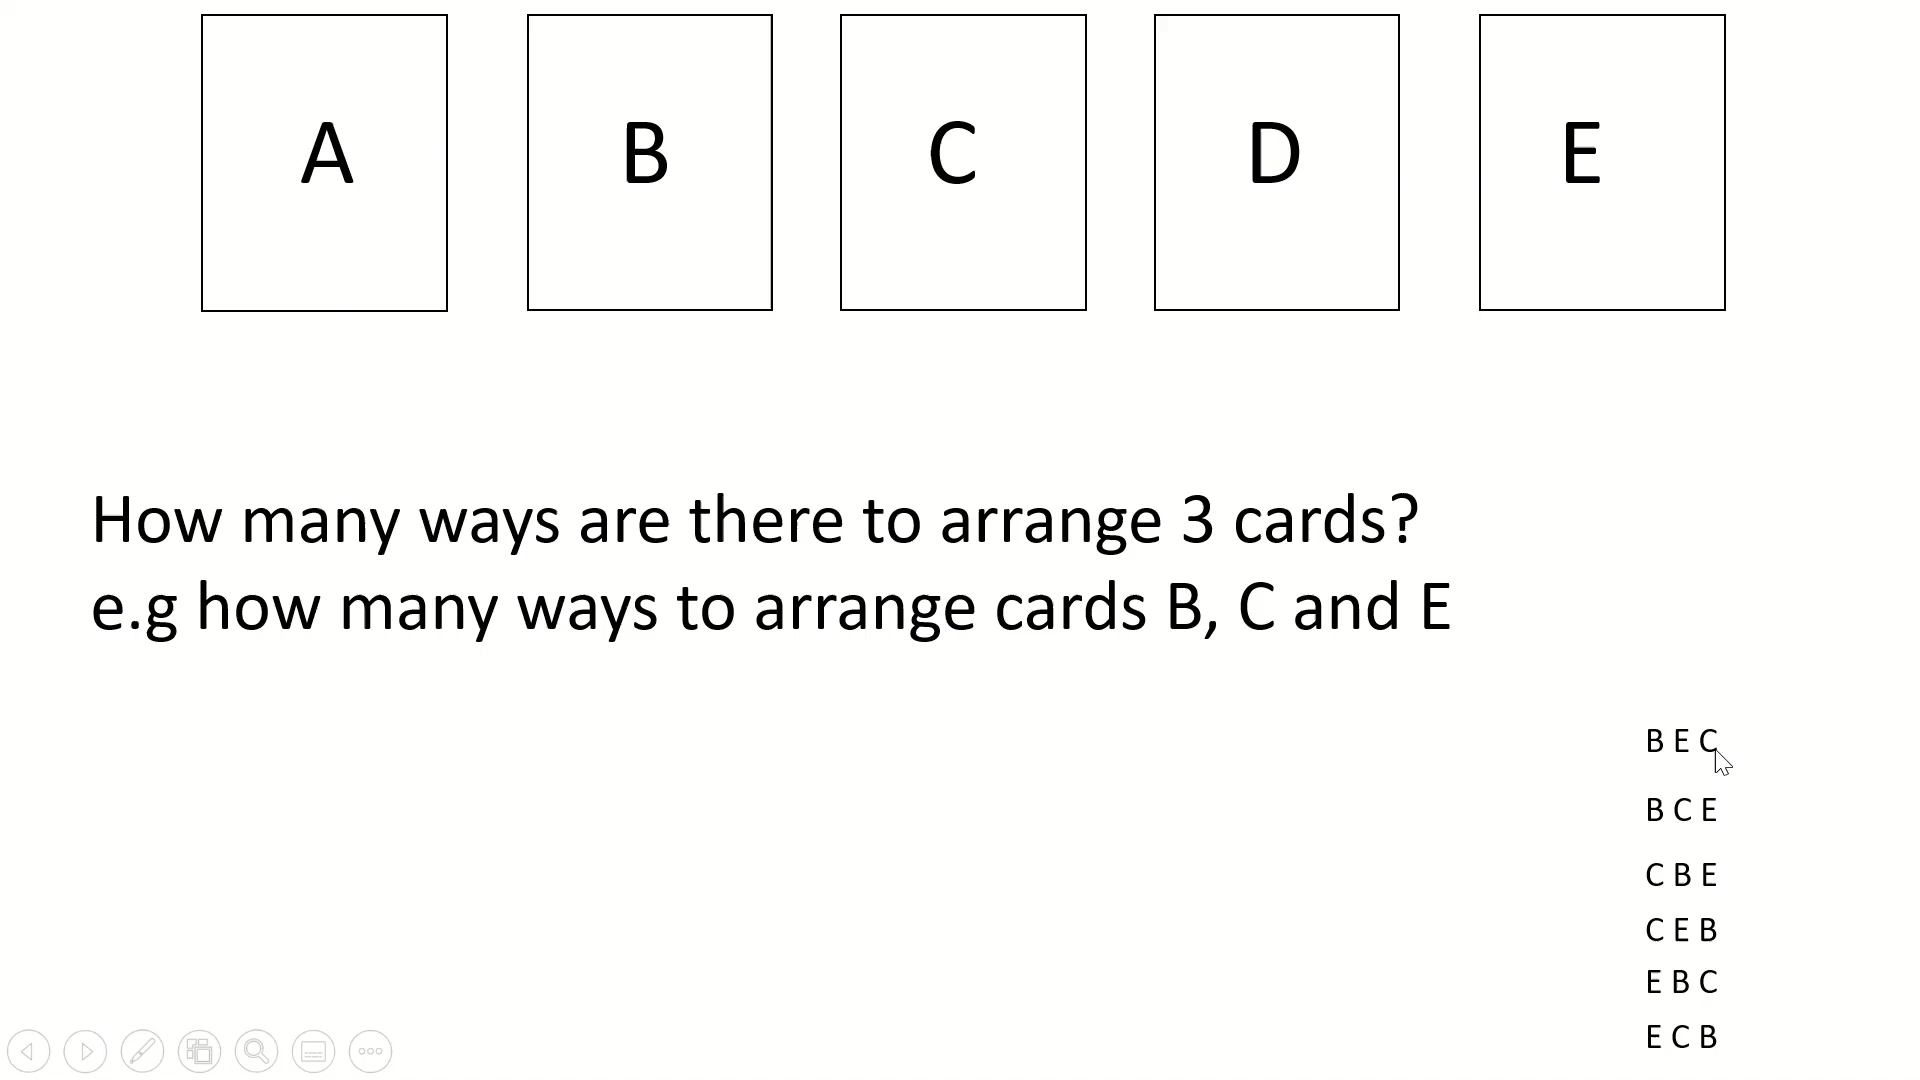 A B C D E
How many ways are there to arrange 3 cards?
e.g how many ways to arrange cards B, C and E
B E C
B C E
C B E
C E B
E B C
E C B